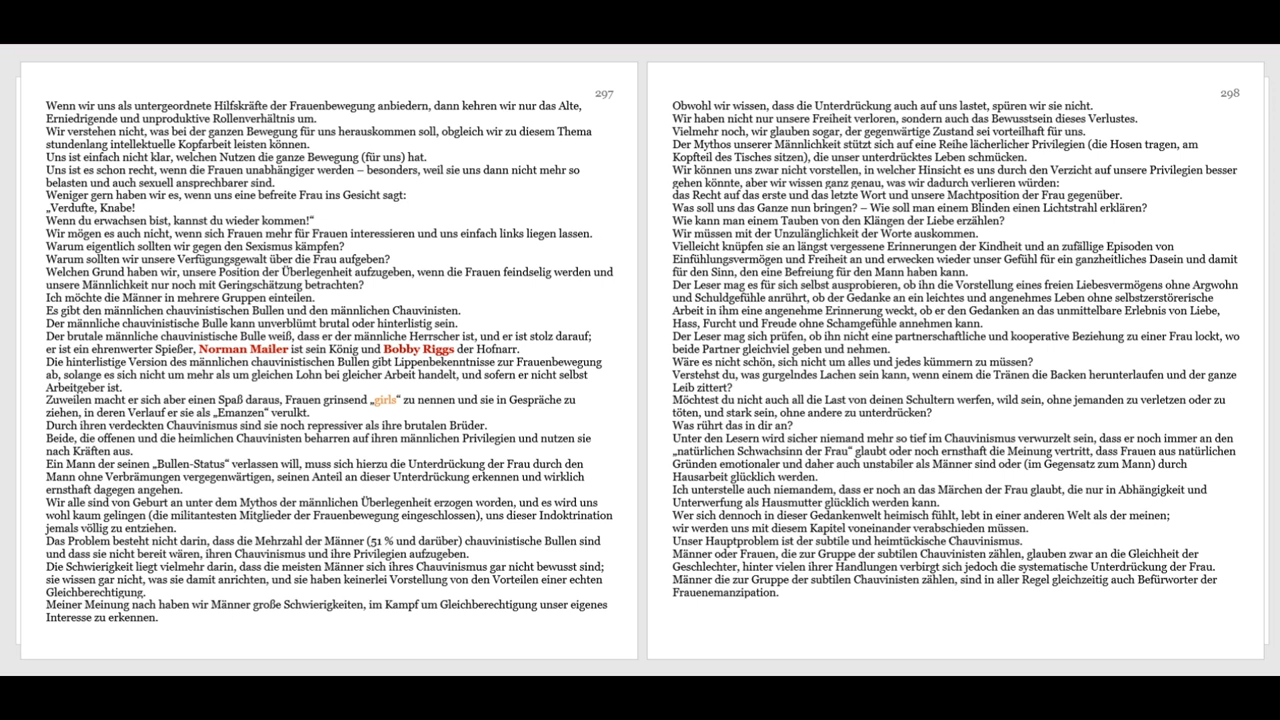 297
Wenn wir uns als untergeordnete Hilfskräfte der Frauenbewegung anbiedern, dann kehren wir nur das Alte,
Erniedrigende und unproduktive Rollenverhältnis um.
Wir verstehen nicht, was bei der ganzen Bewegung für uns herauskommen soll, obgleich wir zu diesem Thema
stundenlang intellektuelle Kopfarbeit leisten können.
Uns ist einfach nicht klar, welchen Nutzen die ganze Bewegung (für uns) hat.
Uns ist es schon recht, wenn die Frauen unabhängiger werden – besonders, weil sie uns dann nicht mehr so
belasten und auch sexuell ansprechbarer sind.
Weniger gern haben wir es, wenn uns eine befreite Frau ins Gesicht sagt:
„Verdufte, Knabe!
Wenn du erwachsen bist, kannst du wieder kommen!“
Wir mögen es auch nicht, wenn sich Frauen mehr für Frauen interessieren und uns einfach links liegen lassen.
Warum eigentlich sollten wir gegen den Sexismus kämpfen?
Warum sollten wir unsere Verfügungsgewalt über die Frau aufgeben?
Welchen Grund haben wir, unsere Position der Überlegenheit aufzugeben, wenn die Frauen feindselig werden und
unsere Männlichkeit nur noch mit Geringschätzung betrachten?
Ich möchte die Männer in mehrere Gruppen einteilen.
Es gibt den männlichen chauvinistischen Bullen und den männlichen Chauvinisten.
Der männliche chauvinistische Bulle kann unverblümt brutal oder hinterlistig sein.
Der brutale männliche chauvinistische Bulle weiß, dass er der männliche Herrscher ist, und er ist stolz darauf;
er ist ein ehrenwerter Spießer, Norman Mailer ist sein König und Bobby Riggs der Hofnarr.
Die hinterlistige Version des männlichen chauvinistischen Bullen gibt Lippenbekenntnisse zur Frauenbewegung
ab, solange es sich nicht um mehr als um gleichen Lohn bei gleicher Arbeit handelt, und sofern er nicht selbst
Arbeitgeber ist.
Zuweilen macht er sich aber einen Spaß daraus, Frauen grinsend „girls“ zu nennen und sie in Gespräche zu
ziehen, in deren Verlauf er sie als „Emanzen“ verulkt.
Durch ihren verdeckten Chauvinismus sind sie noch repressiver als ihre brutalen Brüder.
Beide, die offenen und die heimlichen Chauvinisten beharren auf ihren männlichen Privilegien und nutzen sie
nach Kräften aus.
Ein Mann der seinen „Bullen-Status“ verlassen will, muss sich hierzu die Unterdrückung der Frau durch den
Mann ohne Verbrämungen vergegenwärtigen, seinen Anteil an dieser Unterdrückung erkennen und wirklich
ernsthaft dagegen angehen.
Wir alle sind von Geburt an unter dem Mythos der männlichen Überlegenheit erzogen worden, und es wird uns
wohl kaum gelingen (die militantesten Mitglieder der Frauenbewegung eingeschlossen), uns dieser Indoktrination
jemals völlig zu entziehen.
Das Problem besteht nicht darin, dass die Mehrzahl der Männer (51 % und darüber) chauvinistische Bullen sind
und dass sie nicht bereit wären, ihren Chauvinismus und ihre Privilegien aufzugeben.
Die Schwierigkeit liegt vielmehr darin, dass die meisten Männer sich ihres Chauvinismus gar nicht bewusst sind;
sie wissen gar nicht, was sie damit anrichten, und sie haben keinerlei Vorstellung von den Vorteilen einer echten
Gleichberechtigung.
Meiner Meinung nach haben wir Männer große Schwierigkeiten, im Kampf um Gleichberechtigung unser eigenes
Interesse zu erkennen.
298
Obwohl wir wissen, dass die Unterdrückung auch auf uns lastet, spüren wir sie nicht.
Wir haben nicht nur unsere Freiheit verloren, sondern auch das Bewusstsein dieses Verlustes.
Vielmehr noch, wir glauben sogar, der gegenwärtige Zustand sei vorteilhaft für uns.
Der Mythos unserer Männlichkeit stützt sich auf eine Reihe lächerlicher Privilegien (die Hosen tragen, am
Kopfteil des Tisches sitzen), die unser unterdrücktes Leben schmücken.
Wir können uns zwar nicht vorstellen, in welcher Hinsicht es uns durch den Verzicht auf unsere Privilegien besser
gehen könnte, aber wir wissen ganz genau, was wir dadurch verlieren würden:
das Recht auf das erste und das letzte Wort und unsere Machtposition der Frau gegenüber.
Was soll uns das Ganze nun bringen? – Wie soll man einem Blinden einen Lichtstrahl erklären?
Wie kann man einem Tauben von den Klängen der Liebe erzählen?
Wir müssen mit der Unzulänglichkeit der Worte auskommen.
Vielleicht knüpfen sie an längst vergessene Erinnerungen der Kindheit und an zufällige Episoden von
Einfühlungsvermögen und Freiheit an und erwecken wieder unser Gefühl für ein ganzheitliches Dasein und damit
für den Sinn, den eine Befreiung für den Mann haben kann.
Der Leser mag es für sich selbst ausprobieren, ob ihn die Vorstellung eines freien Liebesvermögens ohne Argwohn
und Schuldgefühle anrührt, ob der Gedanke an ein leichtes und angenehmes Leben ohne selbstzerstörerische
Arbeit in ihm eine angenehme Erinnerung weckt, ob er den Gedanken an das unmittelbare Erlebnis von Liebe,
Hass, Furcht und Freude ohne Schamgefühle annehmen kann.
Der Leser mag sich prüfen, ob ihn nicht eine partnerschaftliche und kooperative Beziehung zu einer Frau lockt, wo
beide Partner gleichviel geben und nehmen.
Wäre es nicht schön, sich nicht um alles und jedes kümmern zu müssen?
Verstehst du, was gurgelndes Lachen sein kann, wenn einem die Tränen die Backen herunterlaufen und der ganze
Leib zittert?
Möchtest du nicht auch all die Last von deinen Schultern werfen, wild sein, ohne jemanden zu verletzen oder zu
töten, und stark sein, ohne andere zu unterdrücken?
Was rührt das in dir an?
Unter den Lesern wird sicher niemand mehr so tief im Chauvinismus verwurzelt sein, dass er noch immer an den
„natürlichen Schwachsinn der Frau“ glaubt oder noch ernsthaft die Meinung vertritt, dass Frauen aus natürlichen
Gründen emotionaler und daher auch unstabiler als Männer sind oder (im Gegensatz zum Mann) durch
Hausarbeit glücklich werden.
Ich unterstelle auch niemandem, dass er noch an das Märchen der Frau glaubt, die nur in Abhängigkeit und
Unterwerfung als Hausmutter glücklich werden kann.
Wer sich dennoch in dieser Gedankenwelt heimisch fühlt, lebt in einer anderen Welt als der meinen;
wir werden uns mit diesem Kapitel voneinander verabschieden müssen.
Unser Hauptproblem ist der subtile und heimtückische Chauvinismus.
Männer oder Frauen, die zur Gruppe der subtilen Chauvinisten zählen, glauben zwar an die Gleichheit der
Geschlechter, hinter vielen ihrer Handlungen verbirgt sich jedoch die systematische Unterdrückung der Frau.
Männer die zur Gruppe der subtilen Chauvinisten zählen, sind in aller Regel gleichzeitig auch Befürworter der
Frauenemanzipation.